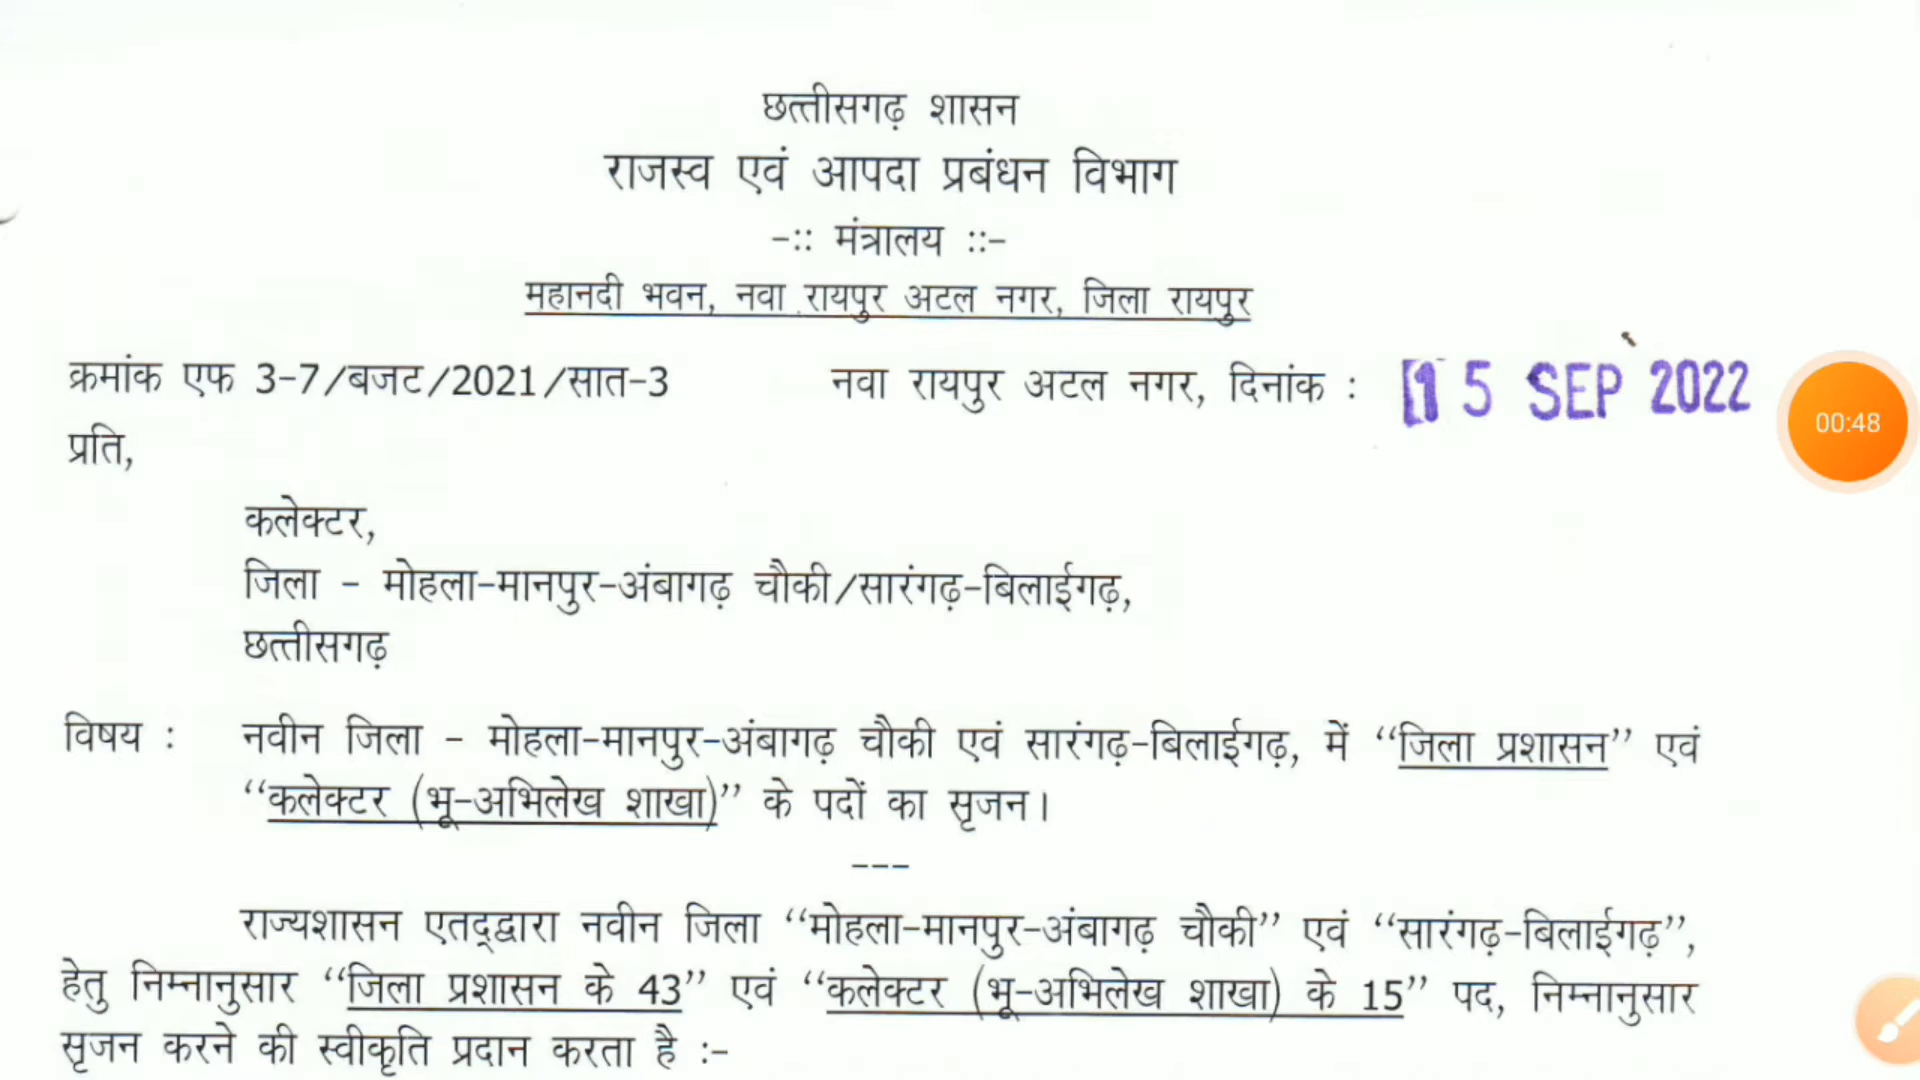 छत्तीसगढ़ शासन
राजस्व एवं आपदा प्रबंधन विभाग
-:: मंत्रालय ::-
महानदी भवन, नवा रायपुर अटल नगर, जिला रायपुर
क्रमांक एफ 3-7/बजट/2021/सात-3 नवा रायपुर अटल नगर, दिनांक : 15 SEP 2022
00:48
प्रति,
कलेक्टर,
जिला - मोहला-मानपुर-अंबागढ़ चौकी/सारंगढ़-बिलाईगढ़,
छत्तीसगढ़
विषय : नवीन जिला - मोहला-मानपुर-अंबागढ़ चौकी एवं सारंगढ़-बिलाईगढ़, में “जिला प्रशासन” एवं
“कलेक्टर (भू-अभिलेख शाखा)” के पदों का सृजन।
---
राज्यशासन एतद्द्वारा नवीन जिला “मोहला-मानपुर-अंबागढ़ चौकी” एवं “सारंगढ़-बिलाईगढ़”,
हेतु निम्नानुसार “जिला प्रशासन के 43” एवं “कलेक्टर (भू-अभिलेख शाखा) के 15” पद, निम्नानुसार
सृजन करने की स्वीकृति प्रदान करता है :-